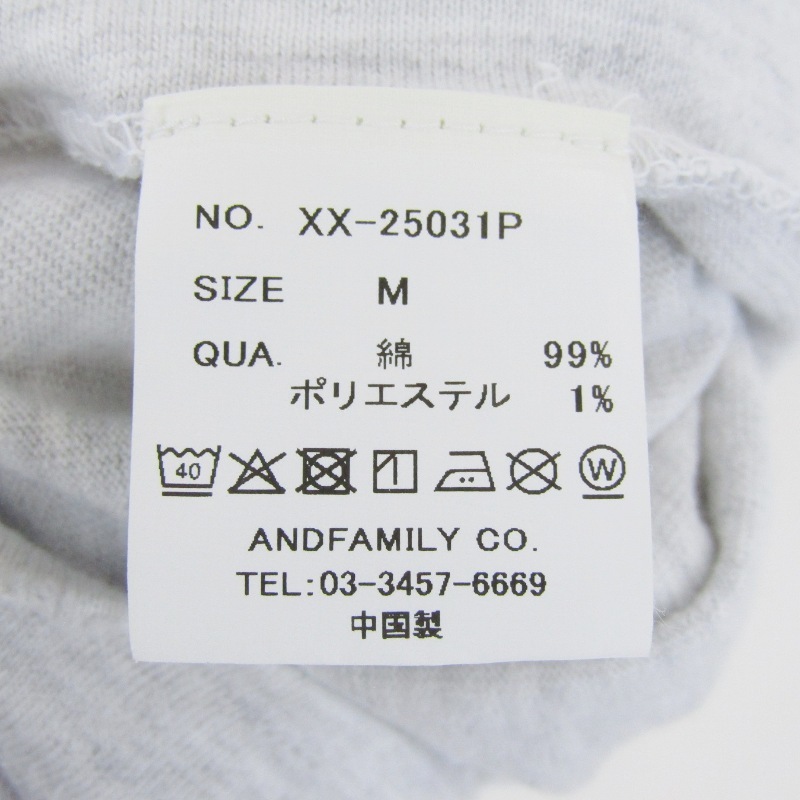 NO. XX-25031P
SIZE M
QUA. 綿 99%
ポリエステル 1%
40 W
ANDFAMILY CO.
TEL:03-3457-6669
中国製